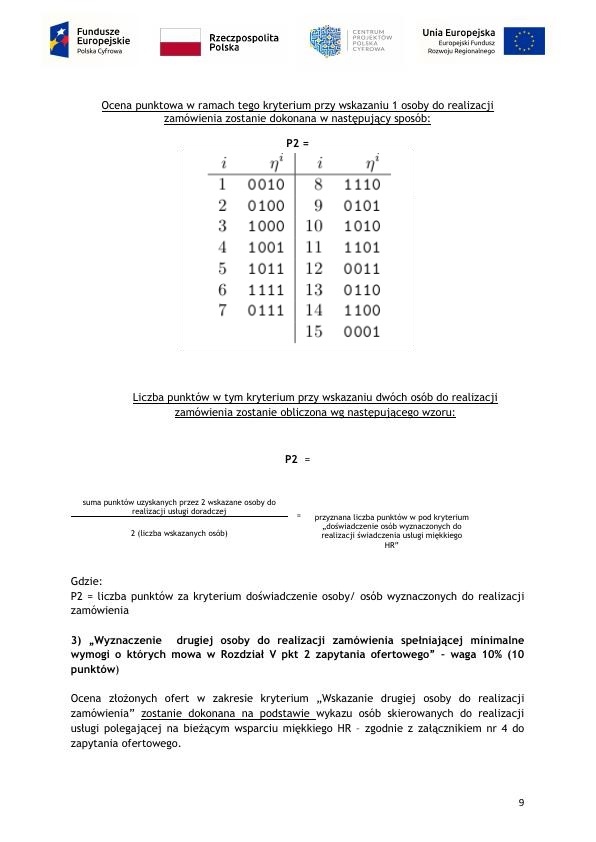 Fundusze
Europejskie
Polska Cyfrowa
Rzeczpospolita
Polska
CENTRUM
PROJEKTÓW
POLSKA
CYFROWA
Unia Europejska
Europejski Fundusz
Rozwoju Regionalnego
Ocena punktowa w ramach tego kryterium przy wskazaniu 1 osoby do realizacji
zamówienia zostanie dokonana w następujący sposób:
P2 =
i ηⁱ i ηⁱ
1 0010 8 1110
2 0100 9 0101
3 1000 10 1010
4 1001 11 1101
5 1011 12 0011
6 1111 13 0110
7 0111 14 1100
15 0001
Liczba punktów w tym kryterium przy wskazaniu dwóch osób do realizacji
zamówienia zostanie obliczona wg następującego wzoru:
P2 =
suma punktów uzyskanych przez 2 wskazane osoby do
realizacji usługi doradczej
2 (liczba wskazanych osób)
=
przyznana liczba punktów w pod kryterium
„doświadczenie osób wyznaczonych do
realizacji świadczenia usługi miękkiego
HR”
Gdzie:
P2 = liczba punktów za kryterium doświadczenie osoby/ osób wyznaczonych do realizacji
zamówienia
3) „Wyznaczenie drugiej osoby do realizacji zamówienia spełniającej minimalne
wymogi o których mowa w Rozdział V pkt 2 zapytania ofertowego” - waga 10% (10
punktów)
Ocena złożonych ofert w zakresie kryterium „Wskazanie drugiej osoby do realizacji
zamówienia” zostanie dokonana na podstawie wykazu osób skierowanych do realizacji
usługi polegającej na bieżącym wsparciu miękkiego HR – zgodnie z załącznikiem nr 4 do
zapytania ofertowego.
9